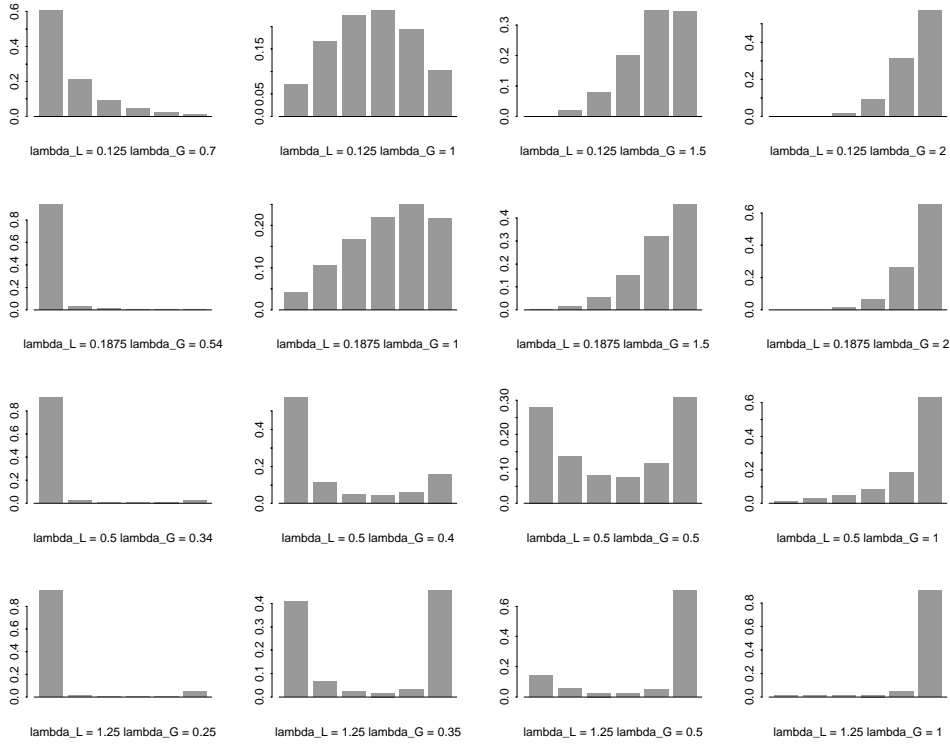 0.0 0.2 0.4 0.6
lambda_L = 0.125 lambda_G = 0.7
0.0 0.05 0.15
lambda_L = 0.125 lambda_G = 1
0.0 0.1 0.2 0.3
lambda_L = 0.125 lambda_G = 1.5
0.0 0.2 0.4
lambda_L = 0.125 lambda_G = 2
0.0 0.2 0.4 0.6 0.8
lambda_L = 0.1875 lambda_G = 0.54
0.0 0.10 0.20
lambda_L = 0.1875 lambda_G = 1
0.0 0.1 0.2 0.3 0.4
lambda_L = 0.1875 lambda_G = 1.5
0.0 0.2 0.4 0.6
lambda_L = 0.1875 lambda_G = 2
0.0 0.2 0.4 0.6 0.8
lambda_L = 0.5 lambda_G = 0.34
0.0 0.2 0.4
lambda_L = 0.5 lambda_G = 0.4
0.0 0.10 0.20 0.30
lambda_L = 0.5 lambda_G = 0.5
0.0 0.2 0.4 0.6
lambda_L = 0.5 lambda_G = 1
0.0 0.2 0.4 0.6 0.8
lambda_L = 1.25 lambda_G = 0.25
0.0 0.1 0.2 0.3 0.4
lambda_L = 1.25 lambda_G = 0.35
0.0 0.2 0.4 0.6
lambda_L = 1.25 lambda_G = 0.5
0.0 0.2 0.4 0.6 0.8
lambda_L = 1.25 lambda_G = 1